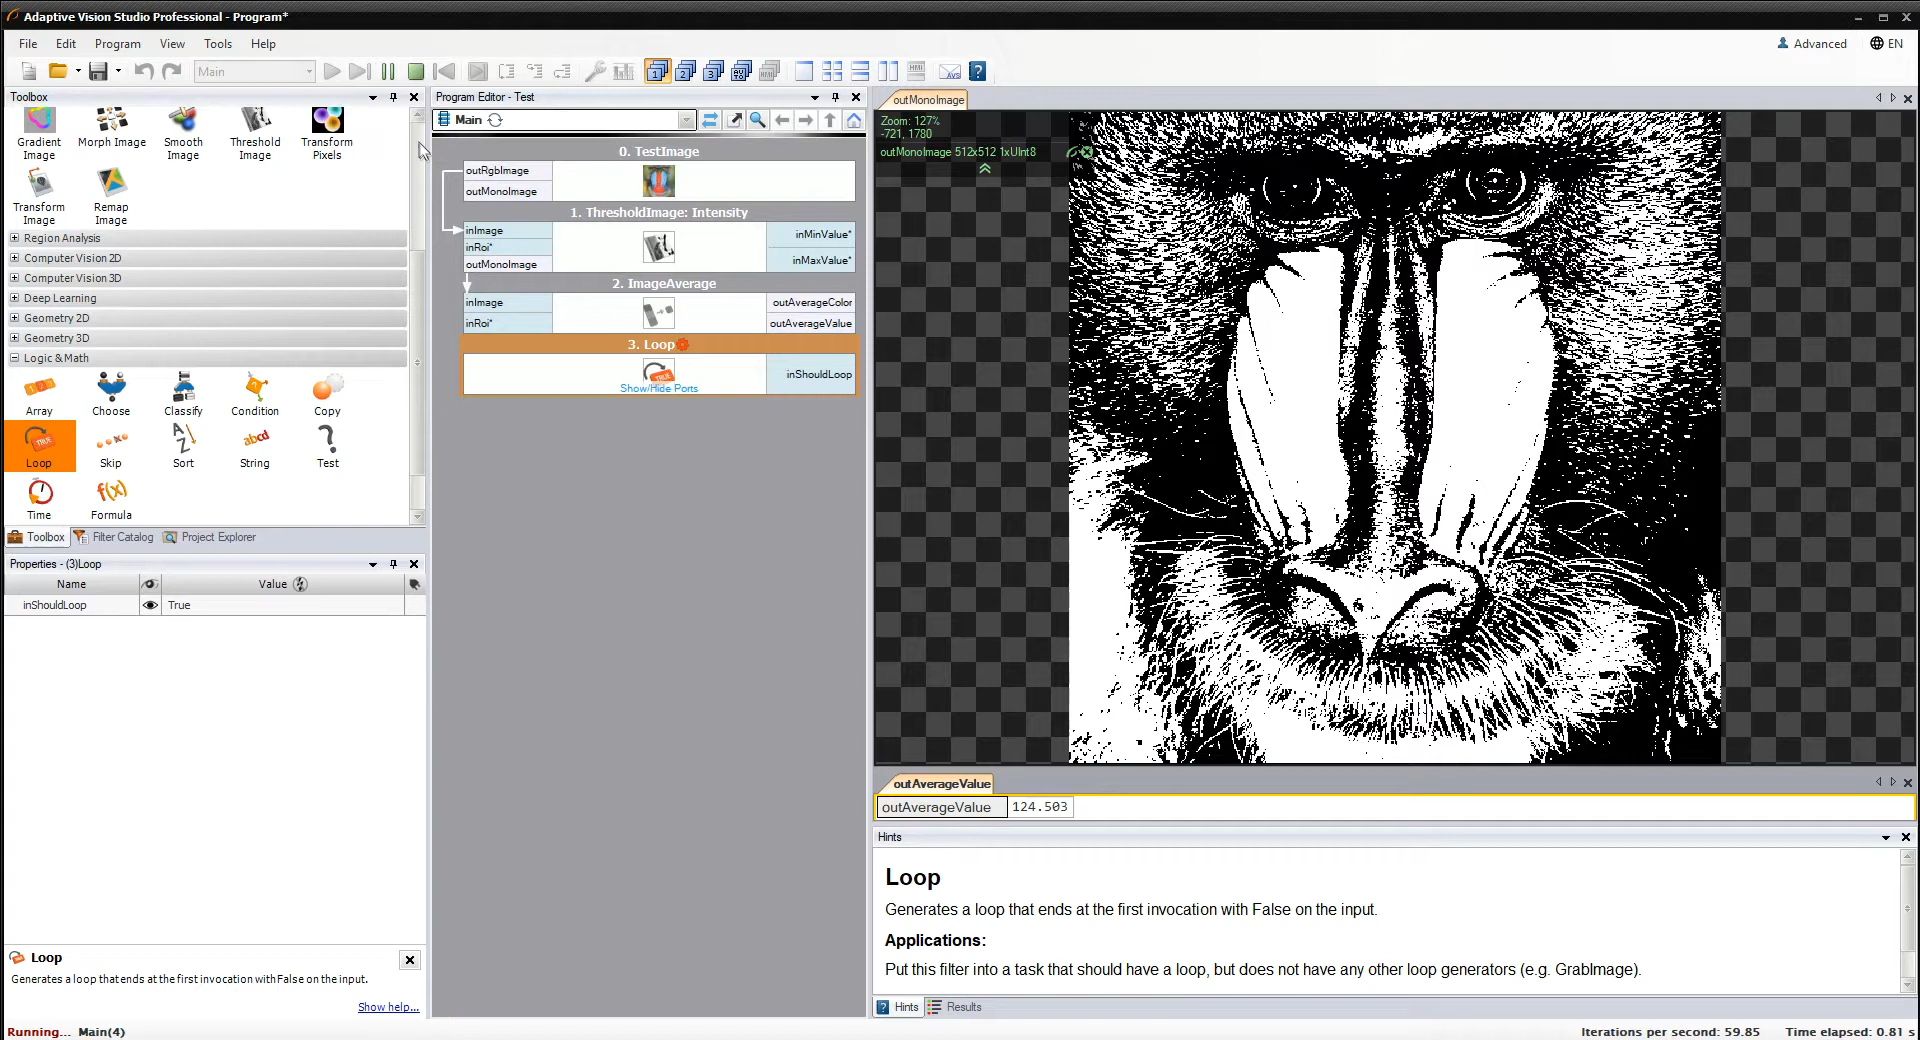 Adaptive Vision Studio Professional - Program*
File Edit Program View Tools Help
Advanced EN
Main
1 2 3
Toolbox
Gradient Image
Morph Image
Smooth Image
Threshold Image
Transform Pixels
Transform Image
Remap Image
Region Analysis
Computer Vision 2D
Computer Vision 3D
Deep Learning
Geometry 2D
Geometry 3D
Logic & Math
Array Choose Classify Condition Copy
Loop Skip Sort String Test
Time Formula
Toolbox Filter Catalog Project Explorer
Properties - (3)Loop
Name Value
inShouldLoop True
Loop
Generates a loop that ends at the first invocation with False on the input.
Show help...
Program Editor - Test
Main
0. TestImage
outRgbImage
outMonoImage
1. ThresholdImage: Intensity
inImage
inMinValue*
inRoi*
inMaxValue*
outMonoImage
2. ImageAverage
inImage outAverageColor
inRoi* outAverageValue
3. Loop
inShouldLoop
Show/Hide Ports
outMonoImage
Zoom: 127%
-721, 1780
outMonoImage 512x512 1xUInt8
outAverageValue
outAverageValue 124.503
Hints
Loop
Generates a loop that ends at the first invocation with False on the input.
Applications:
Put this filter into a task that should have a loop, but does not have any other loop generators (e.g. GrabImage).
Hints Results
Running... Main(4)
Iterations per second: 59.85 Time elapsed: 0.81 s